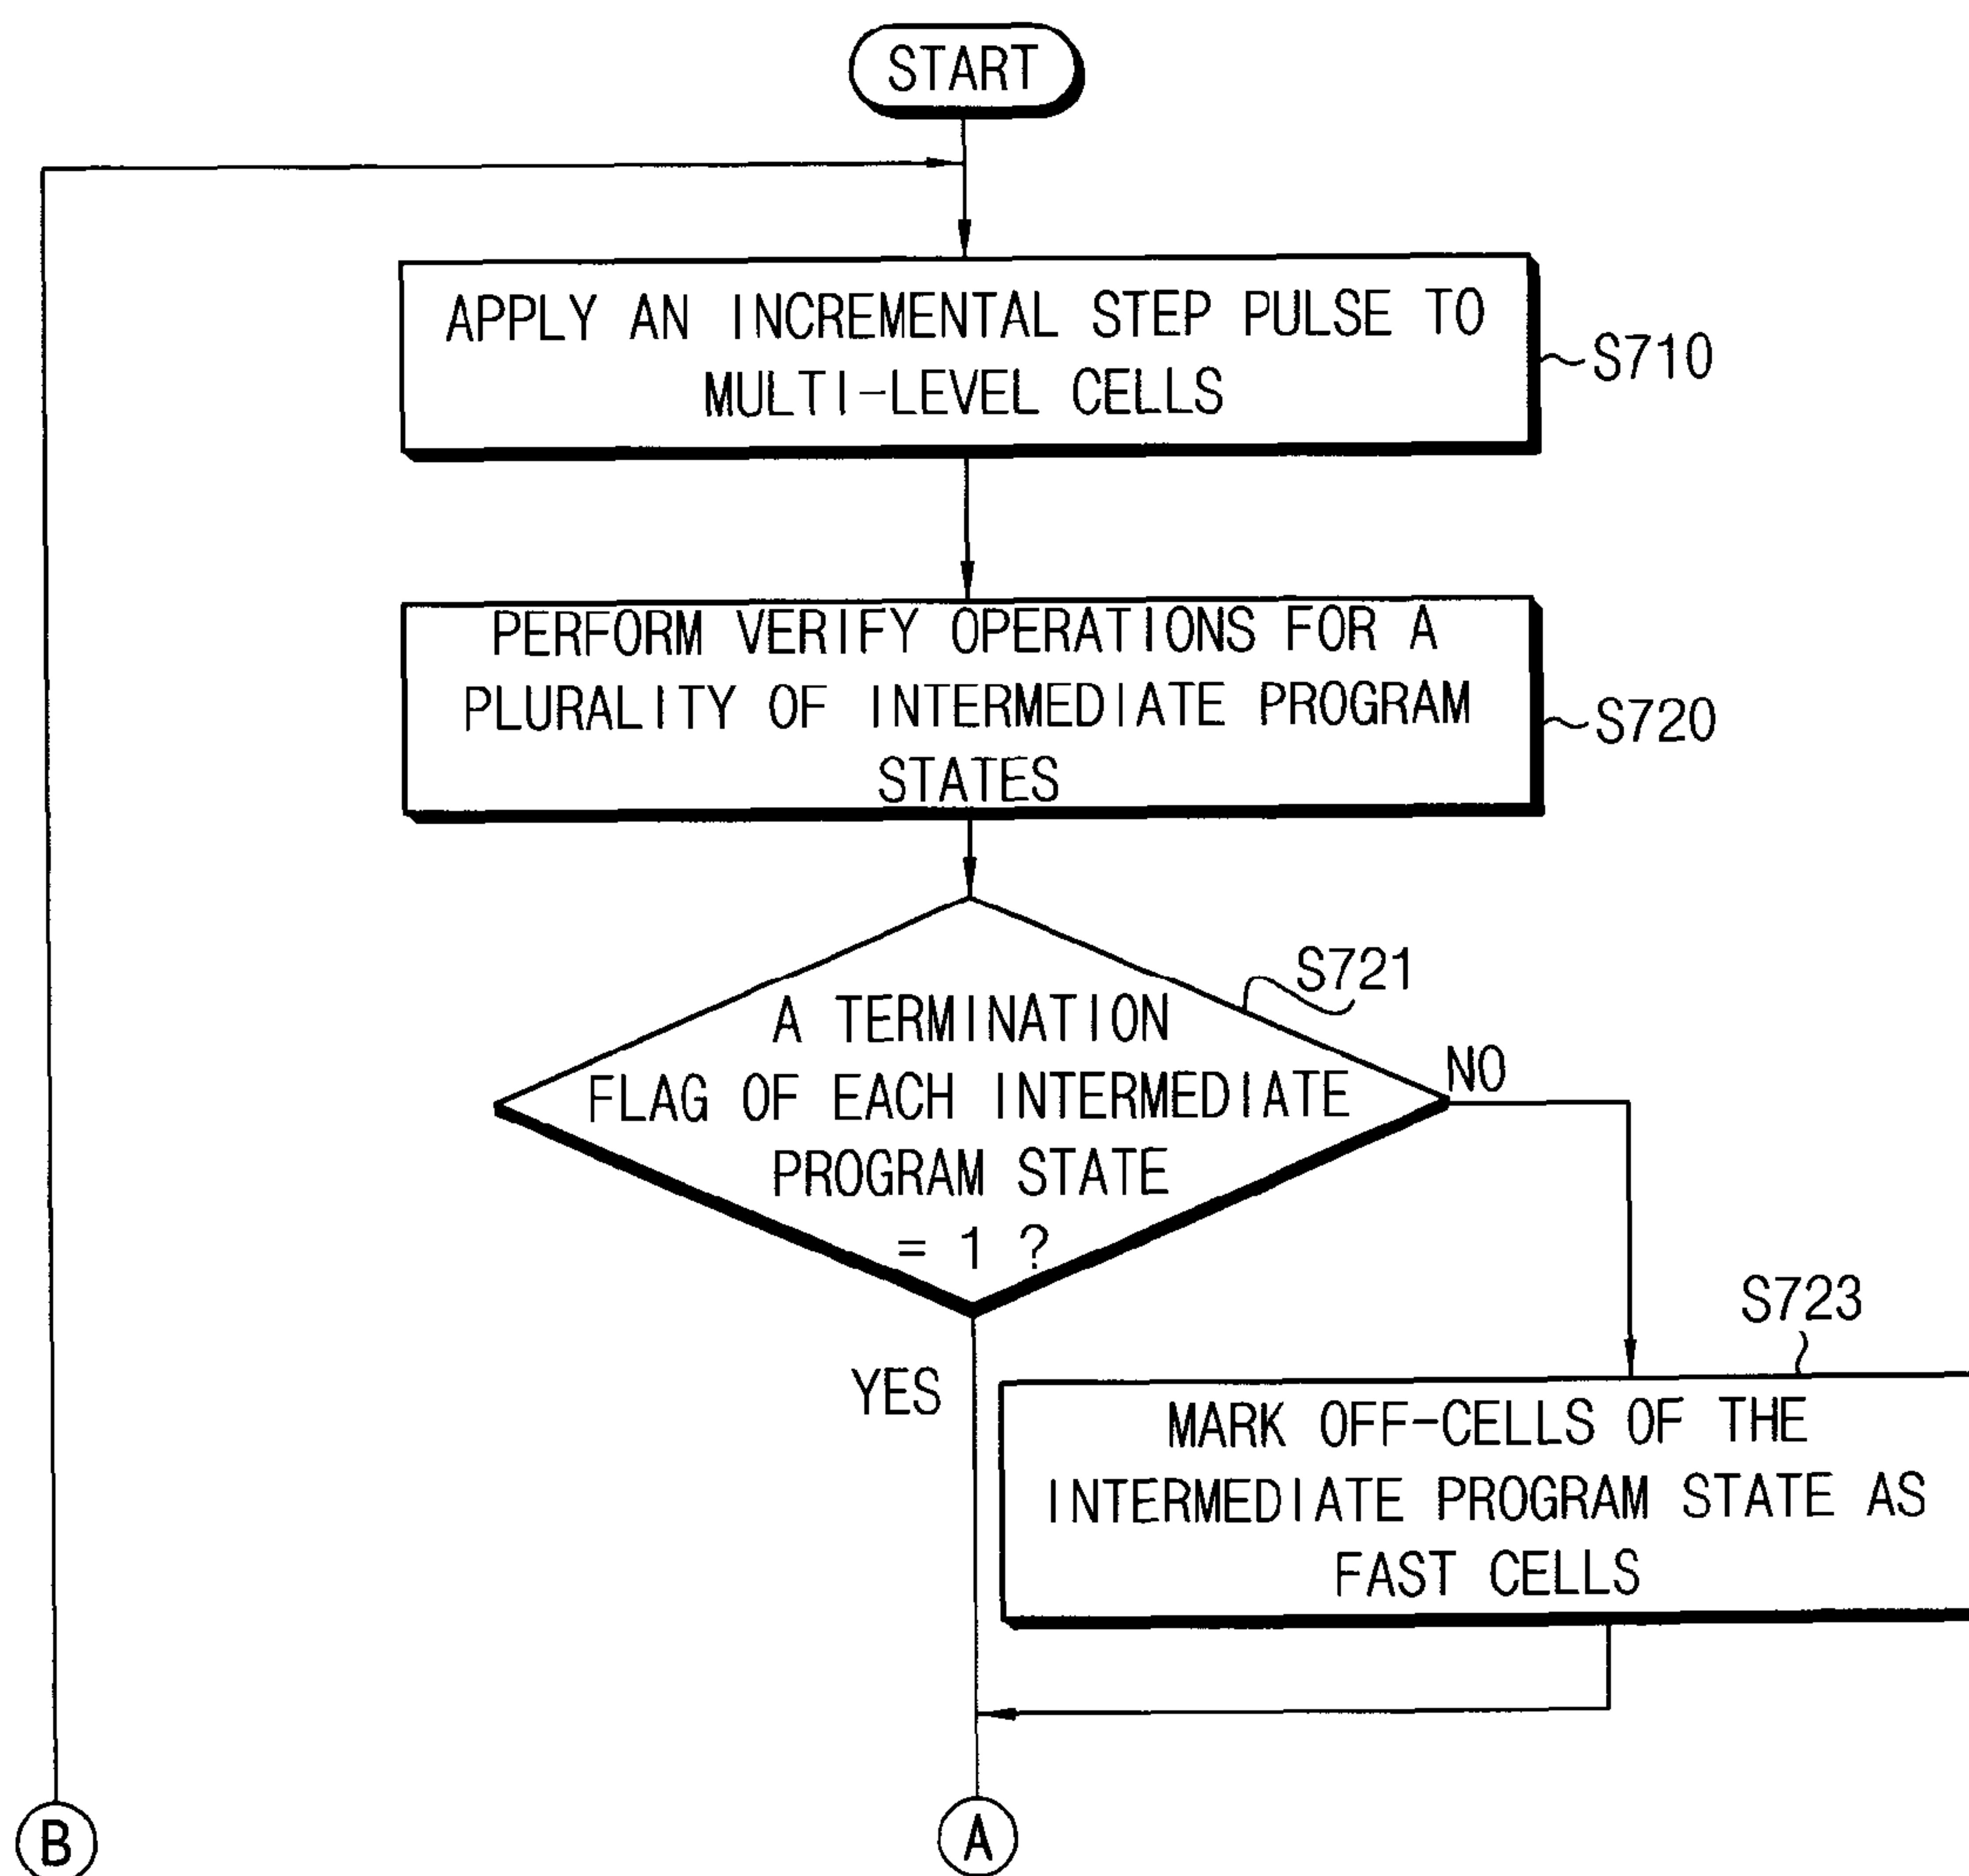 START
APPLY AN INCREMENTAL STEP PULSE TO
MULTI-LEVEL CELLS
S710
PERFORM VERIFY OPERATIONS FOR A
PLURALITY OF INTERMEDIATE PROGRAM
STATES
S720
S721
A TERMINATION
FLAG OF EACH INTERMEDIATE
PROGRAM STATE
= 1 ?
NO
YES
S723
MARK OFF-CELLS OF THE
INTERMEDIATE PROGRAM STATE AS
FAST CELLS
B
A